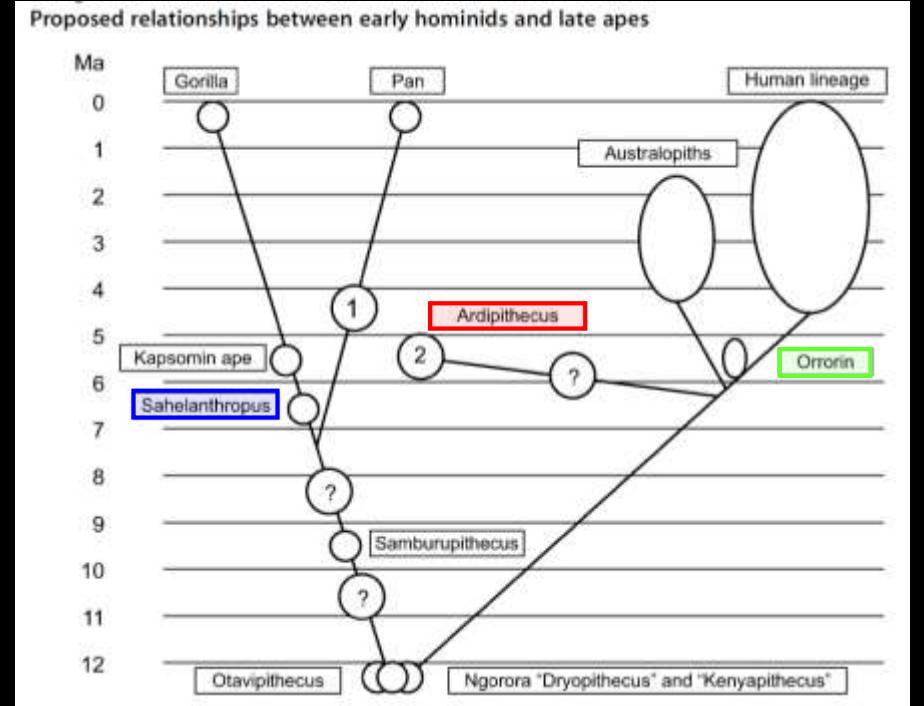 Proposed relationships between early hominids and late apes
Ma
Gorilla
Pan
Human lineage
0
1
Australopiths
2
3
4
1
Ardipithecus
5
Kapsomin ape
2
Orrorin
?
6
Sahelanthropus
7
8
?
9
Samburupithecus
10
?
11
12
Otavipithecus
Ngorora "Dryopithecus" and "Kenyapithecus"